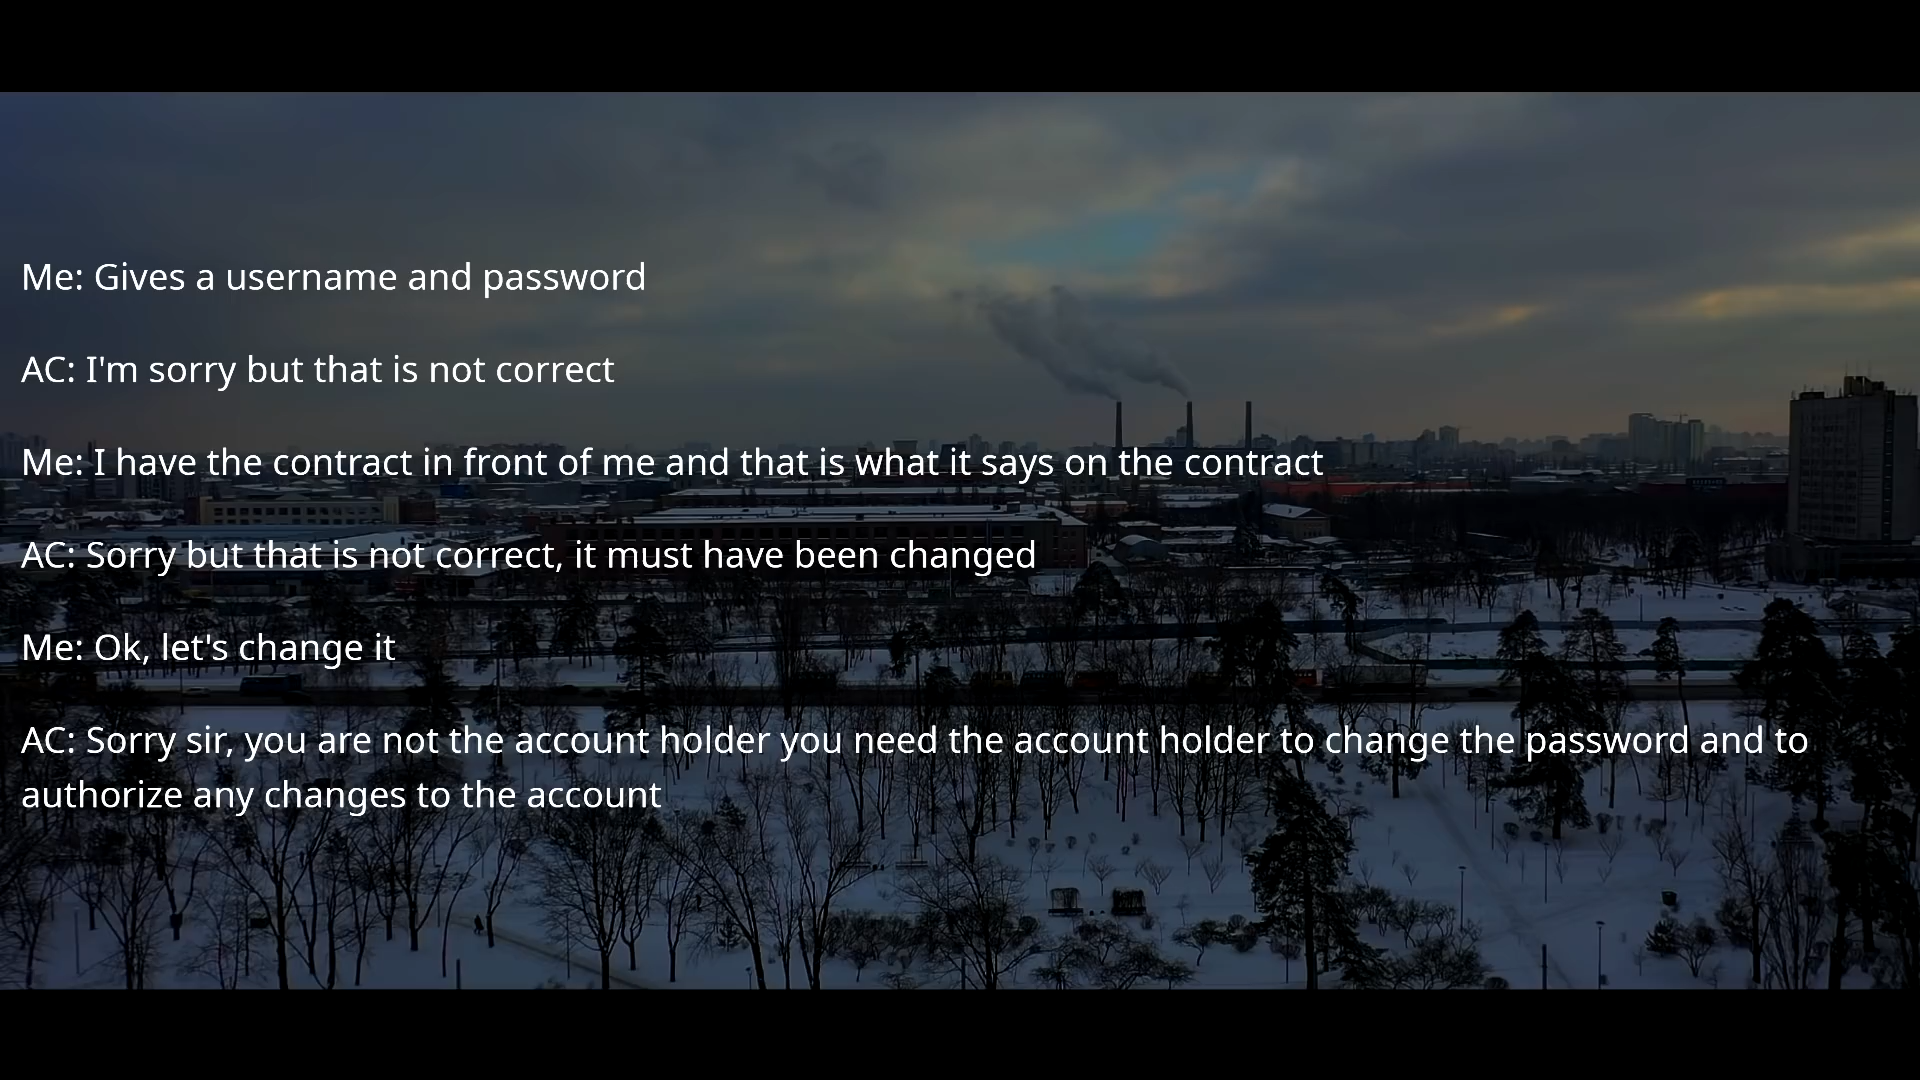 Me: Gives a username and password
AC: I'm sorry but that is not correct
Me: I have the contract in front of me and that is what it says on the contract
AC: Sorry but that is not correct, it must have been changed
Me: Ok, let's change it
AC: Sorry sir, you are not the account holder you need the account holder to change the password and to
authorize any changes to the account